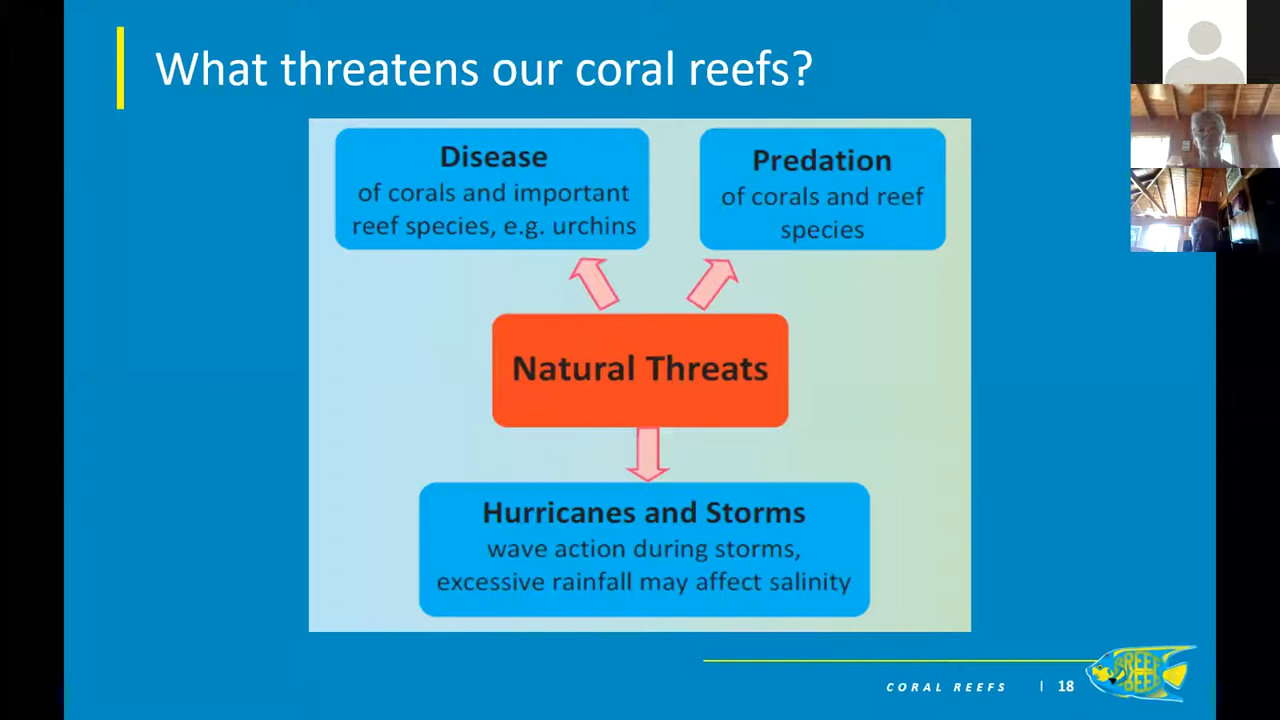 What threatens our coral reefs?
Disease
of corals and important
reef species, e.g. urchins
Predation
of corals and reef
species
Natural Threats
Hurricanes and Storms
wave action during storms,
excessive rainfall may affect salinity
CORAL REEFS | 18